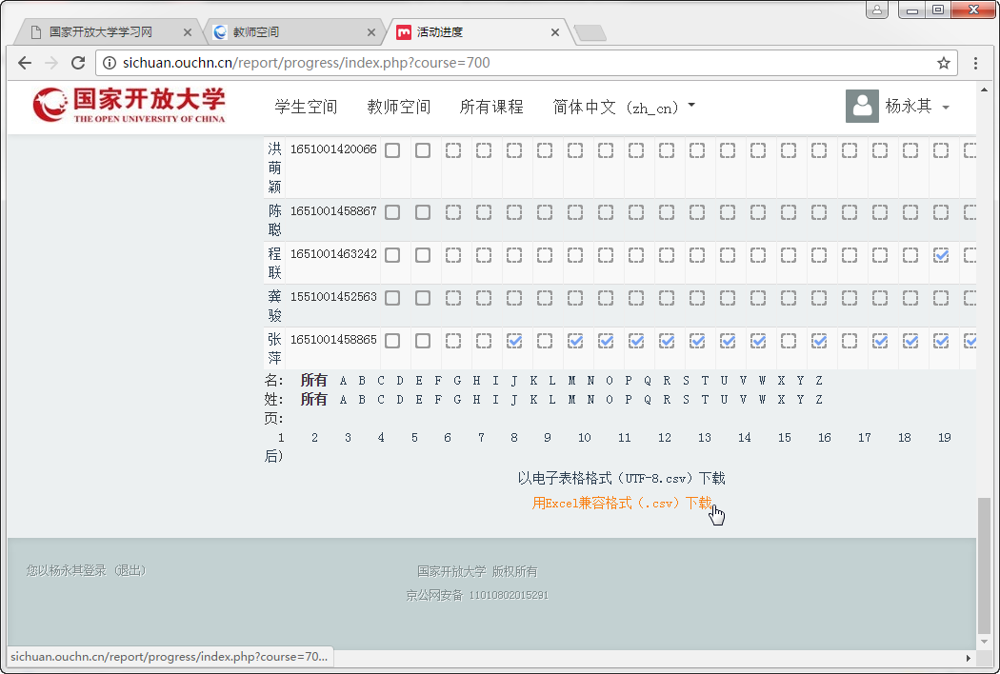 国家开放大学学习网
教师空间
活动进度
sichuan.ouchn.cn/report/progress/index.php?course=700
国家开放大学
THE OPEN UNIVERSITY OF CHINA
学生空间 教师空间 所有课程 简体中文 (zh_cn) 杨永其
洪萌颖 1651001420066
陈聪 1651001458867
程联 1651001463242
龚骏 1551001452563
张萍 1651001458865
名: 所有 A B C D E F G H I J K L M N O P Q R S T U V W X Y Z
姓: 所有 A B C D E F G H I J K L M N O P Q R S T U V W X Y Z
页:
1 2 3 4 5 6 7 8 9 10 11 12 13 14 15 16 17 18 19
后)
以电子表格格式（UTF-8.csv）下载
用Excel兼容格式（.csv）下载
您以杨永其登录 (退出)
国家开放大学 版权所有
京公网安备 11010802015291
sichuan.ouchn.cn/report/progress/index.php?course=70...